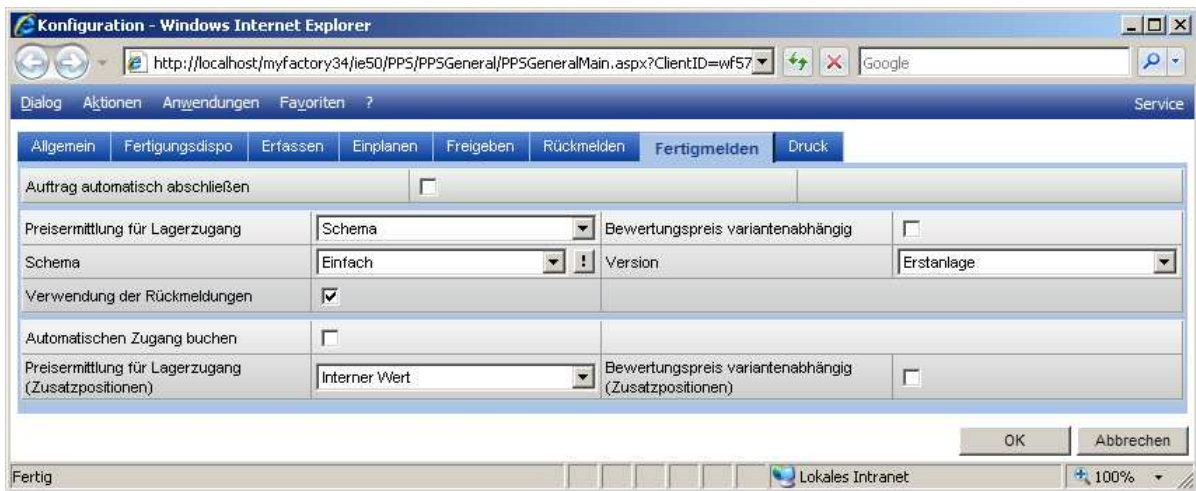 Konfiguration - Windows Internet Explorer
http://localhost/myfactory34/ie50/PPS/PPSGeneral/PPSGeneralMain.aspx?ClientID=wf57
Google
Dialog Aktionen Anwendungen Favoriten ? Service
Allgemein Fertigungsdispo Erfassen Einplanen Freigeben Rückmelden Fertigmelden Druck
Auftrag automatisch abschließen
Preisermittlung für Lagerzugang Schema Bewertungspreis variantenabhängig
Schema Einfach ! Version Erstanlage
Verwendung der Rückmeldungen
Automatischen Zugang buchen
Preisermittlung für Lagerzugang
(Zusatzpositionen)
Interner Wert
Bewertungspreis variantenabhängig
(Zusatzpositionen)
OK Abbrechen
Fertig Lokales Intranet 100%